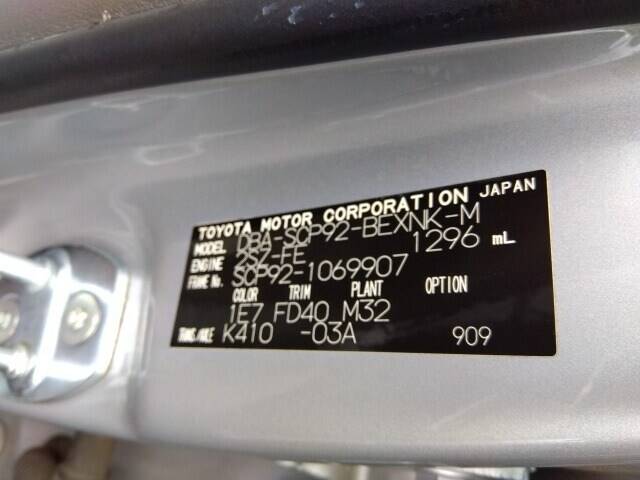 TOYOTA MOTOR CORPORATION JAPAN
MODEL DBA-SCP92-BEXNK-M
ENGINE 2SZ-FE 1296 mL
FRAME No. SCP92-1069907
COLOR TRIM PLANT OPTION
1E7 FD40 M32
TRANS/AXLE K410 -03A 909